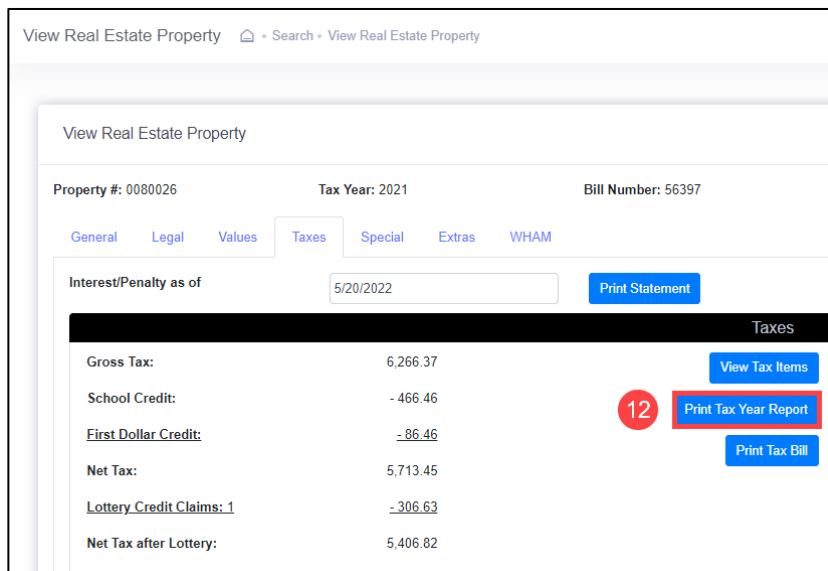 View Real Estate Property • Search • View Real Estate Property
View Real Estate Property
Property #: 0080026 Tax Year: 2021 Bill Number: 56397
General Legal Values Taxes Special Extras WHAM
Interest/Penalty as of 5/20/2022 Print Statement
Taxes
Gross Tax: 6,266.37 View Tax Items
School Credit: - 466.46 12 Print Tax Year Report
First Dollar Credit: - 86.46 Print Tax Bill
Net Tax: 5,713.45
Lottery Credit Claims: 1 - 306.63
Net Tax after Lottery: 5,406.82